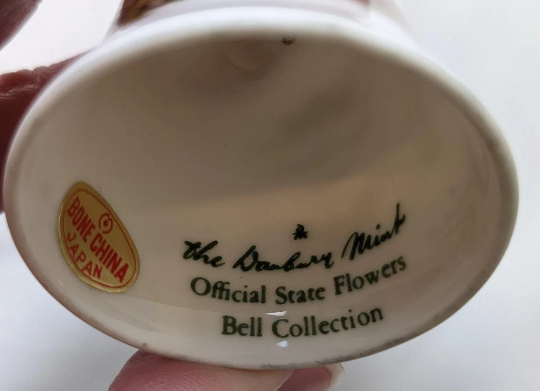 BONE CHINA
JAPAN
the Danbury Mint
Official State Flowers
Bell Collection